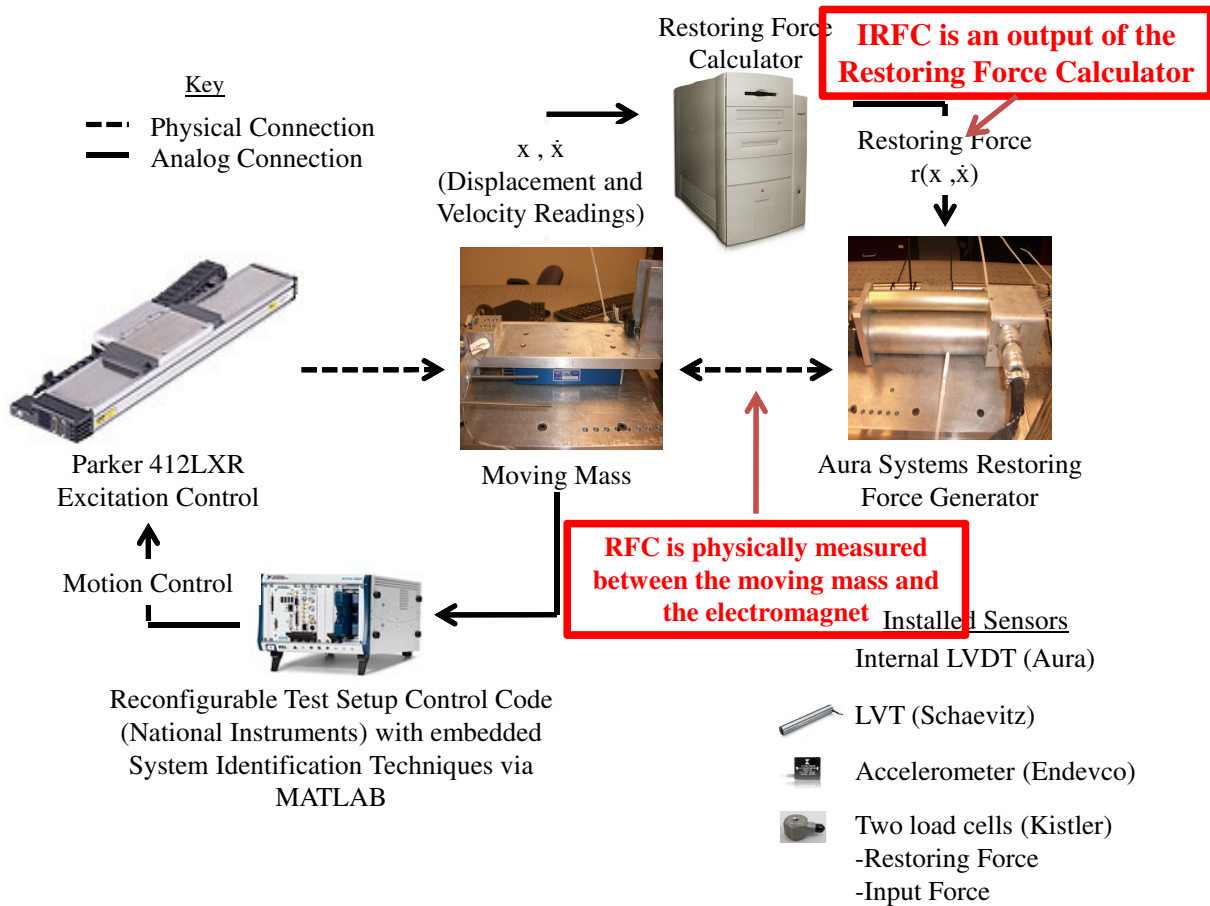 Restoring Force
Calculator
IRFC is an output of the
Restoring Force Calculator
Key
Physical Connection
Analog Connection
x , ẋ
(Displacement and
Velocity Readings)
Restoring Force
r(x ,ẋ)
Parker 412LXR
Excitation Control
Moving Mass
Aura Systems Restoring
Force Generator
RFC is physically measured
between the moving mass and
the electromagnet
Motion Control
Reconfigurable Test Setup Control Code
(National Instruments) with embedded
System Identification Techniques via
MATLAB
Installed Sensors
Internal LVDT (Aura)
LVT (Schaevitz)
Accelerometer (Endevco)
Two load cells (Kistler)
-Restoring Force
-Input Force